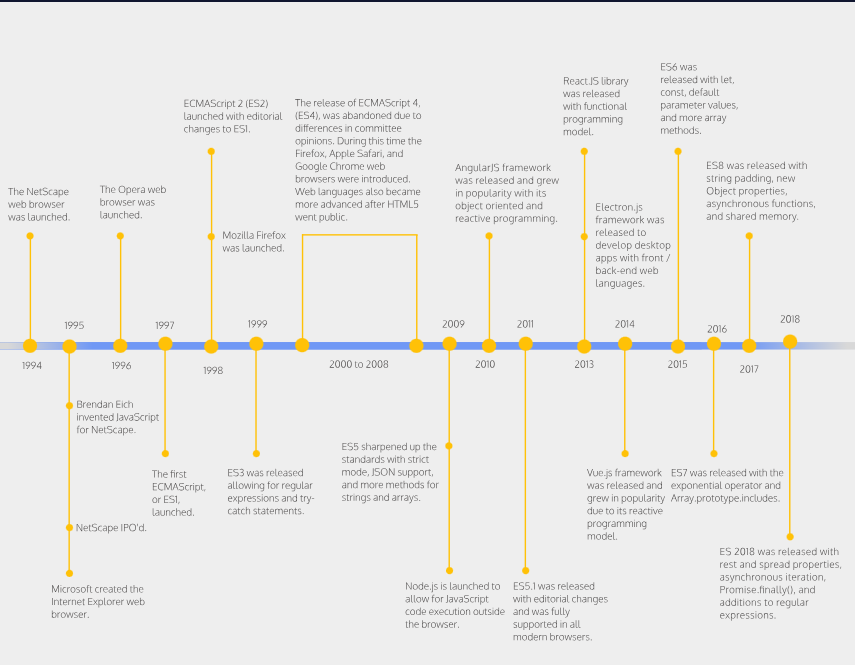 ECMAScript 2 (ES2)
launched with editorial
changes to ES1.
The release of ECMAScript 4,
(ES4), was abandoned due to
differences in committee
opinions. During this time the
Firefox, Apple Safari, and
Google Chrome web
browsers were introduced.
Web languages also became
more advanced after HTML5
went public.
React.JS library
was released
with functional
programming
model.
ES6 was
released with let,
const, default
parameter values,
and more array
methods.
The NetScape
web browser
was launched.
The Opera web
browser was
launched.
Mozilla Firefox
was launched.
AngularJS framework
was released and grew
in popularity with its
object oriented and
reactive programming.
Electron.js
framework was
released to
develop desktop
apps with front /
back-end web
languages.
ES8 was released with
string padding, new
Object properties,
asynchronous functions,
and shared memory.
1995
1997
1999
2009
2011
2014
2016
2018
1994
1996
1998
2000 to 2008
2010
2013
2015
2017
Brendan Eich
invented JavaScript
for NetScape.
NetScape IPO'd.
Microsoft created the
Internet Explorer web
browser.
The first
ECMAScript,
or ES1,
launched.
ES3 was released
allowing for regular
expressions and try-
catch statements.
ES5 sharpened up the
standards with strict
mode, JSON support,
and more methods for
strings and arrays.
Node.js is launched to
allow for JavaScript
code execution outside
the browser.
ES5.1 was released
with editorial changes
and was fully
supported in all
modern browsers.
Vue.js framework
was released and
grew in popularity
due to its reactive
programming
model.
ES7 was released with the
exponential operator and
Array.prototype.includes.
ES 2018 was released with
rest and spread properties,
asynchronous iteration,
Promise.finally(), and
additions to regular
expressions.